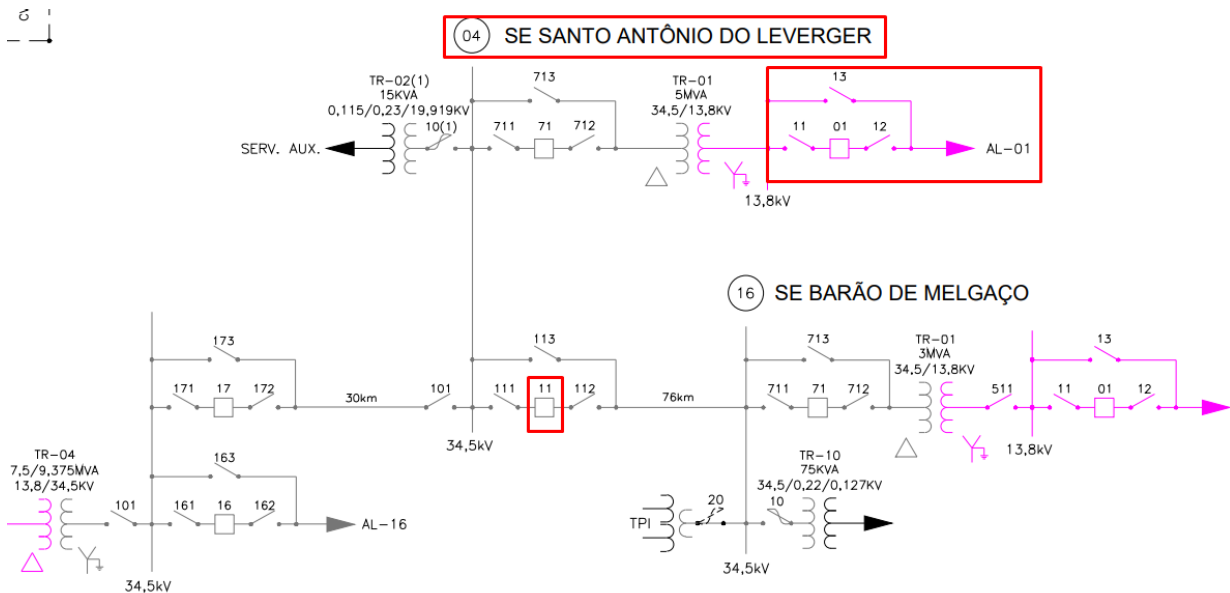 04 SE SANTO ANTÔNIO DO LEVERGER
TR-02(1)
15KVA
0,115/0,23/19,919KV
10(1)
SERV. AUX.
713
711 71 712
TR-01
5MVA
34,5/13,8KV
13
11 01 12
AL-01
13,8kV
16 SE BARÃO DE MELGAÇO
173
171 17 172
30km
101
113
111 11 112
76km
34,5kV
713
711 71 712
TR-01
3MVA
34,5/13,8KV
511
13
11 01 12
13,8kV
TR-04
7,5/9,375MVA
13,8/34,5KV
101
163
161 16 162
AL-16
34,5kV
TPI
20
10
TR-10
75KVA
34,5/0,22/0,127KV
34,5kV